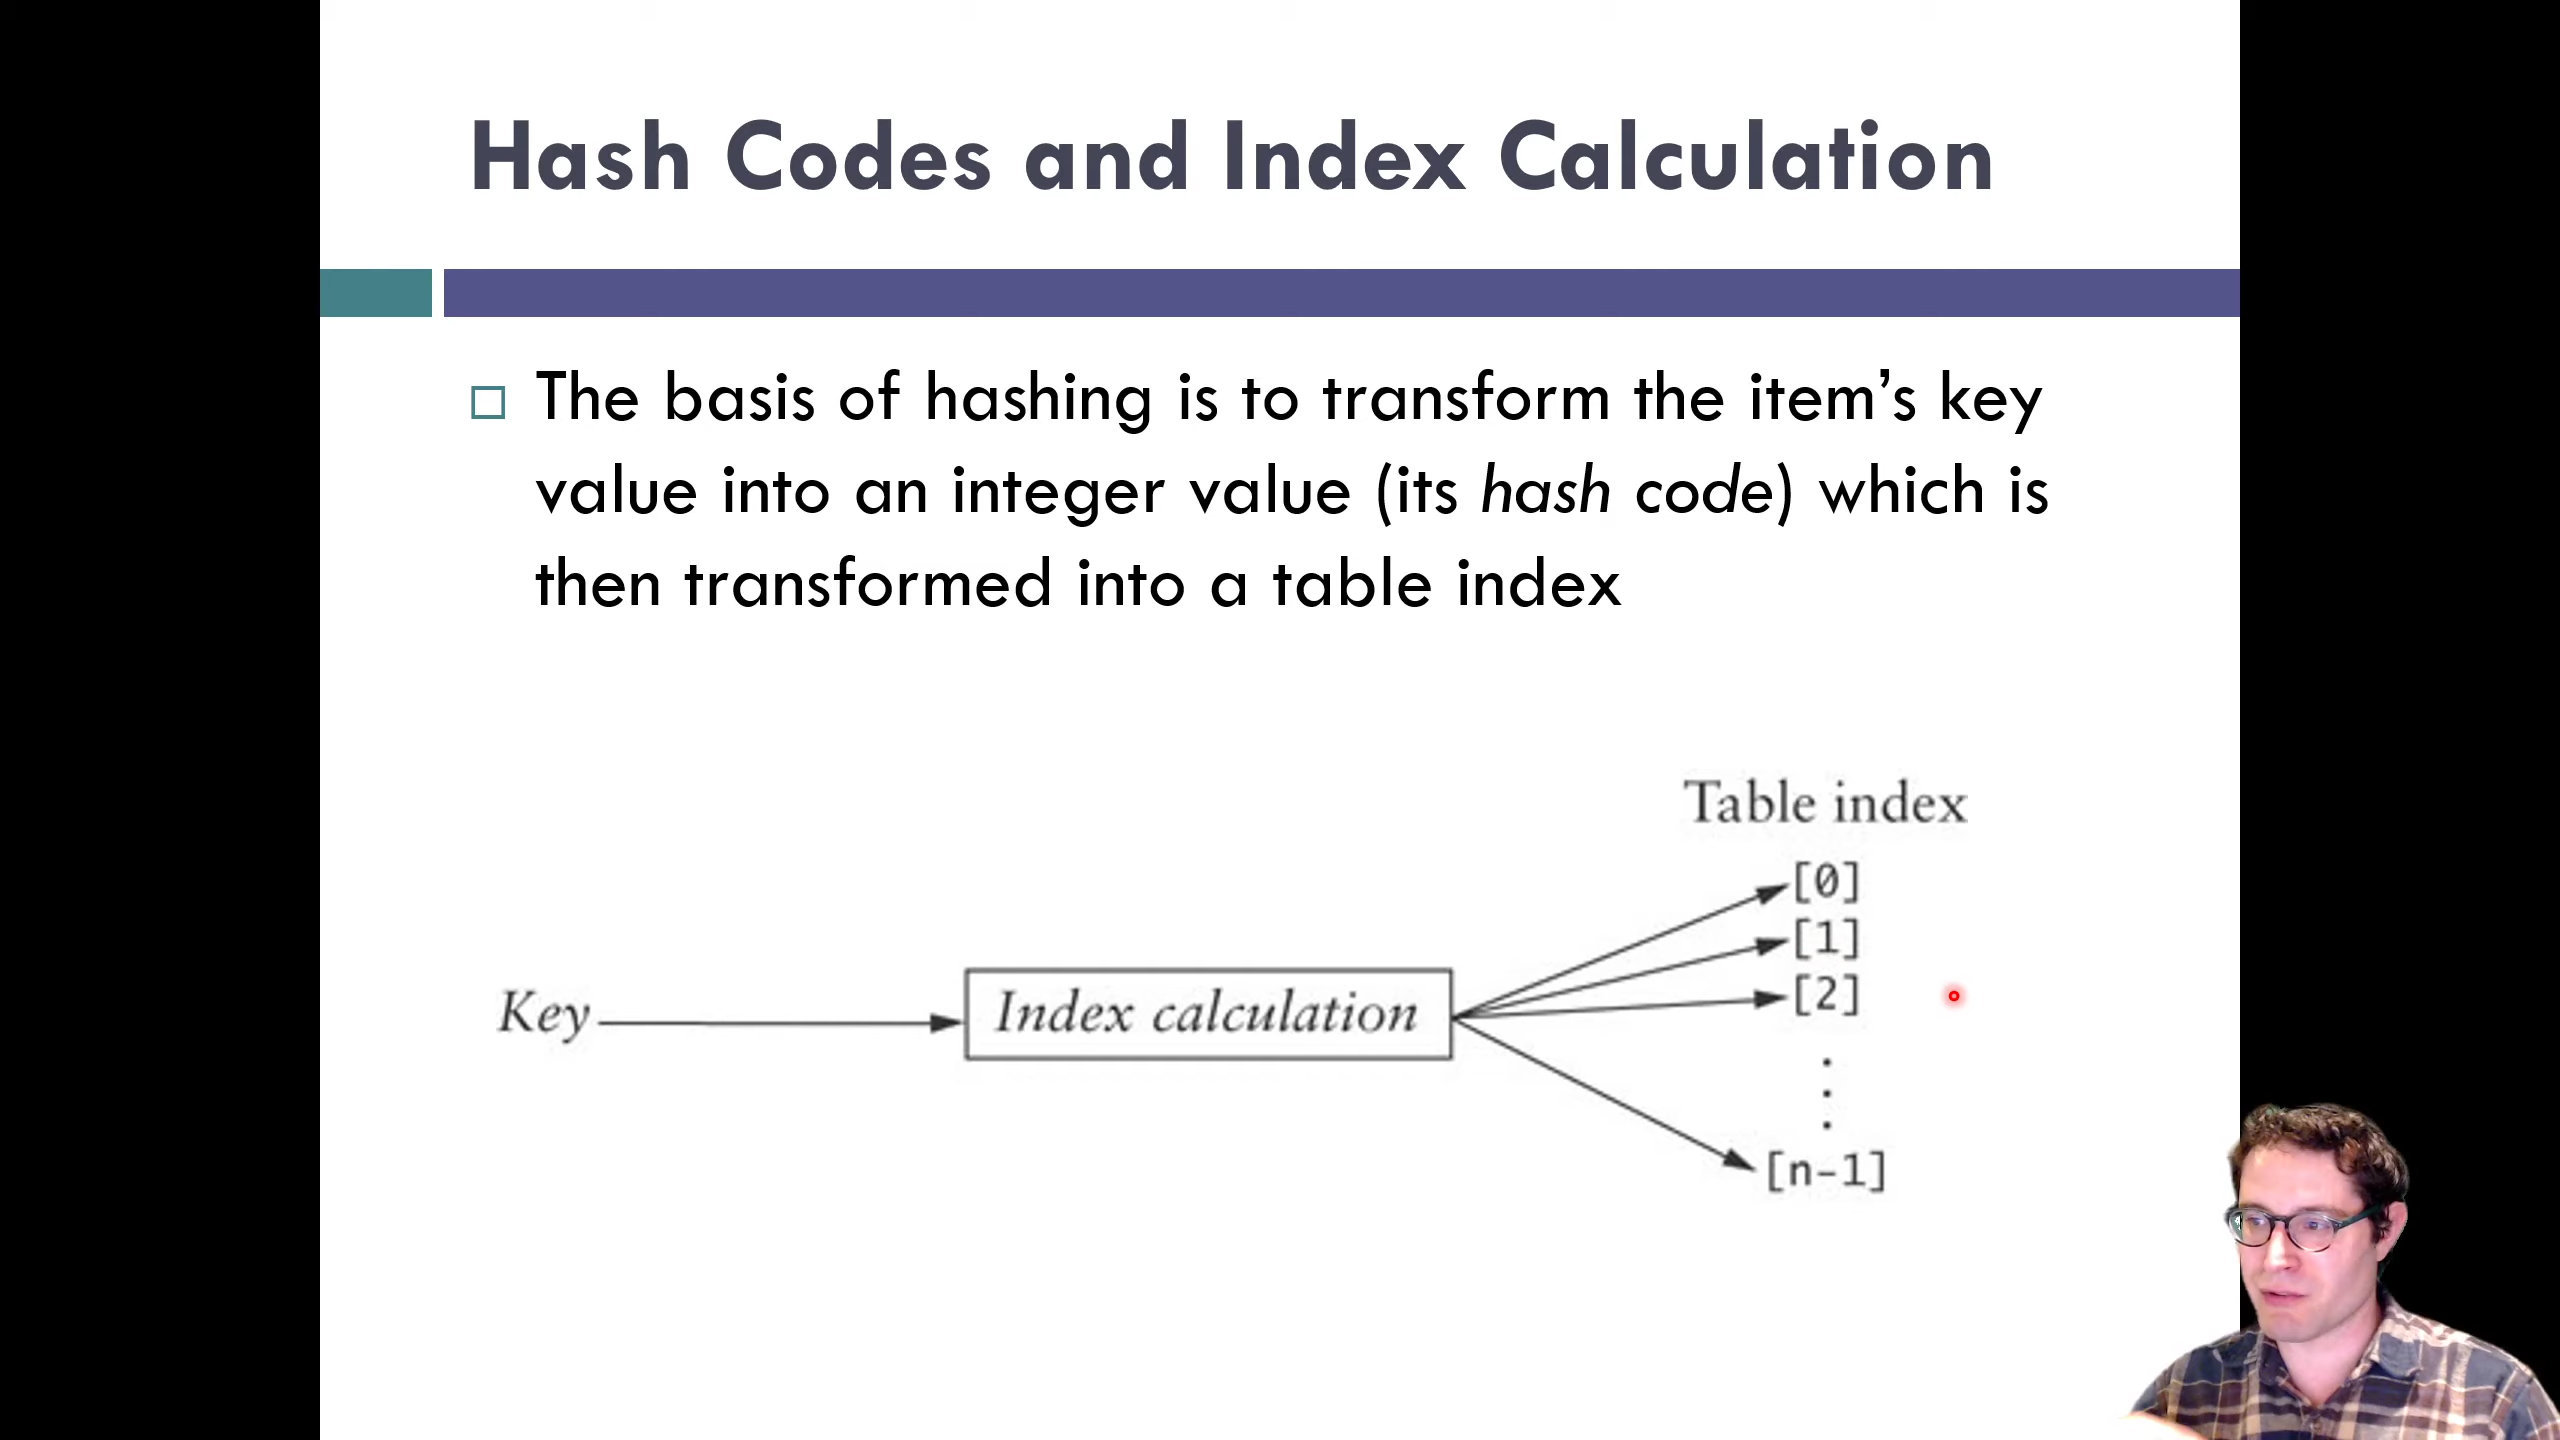 Hash Codes and Index Calculation
The basis of hashing is to transform the item’s key
value into an integer value (its hash code) which is
then transformed into a table index
Table index
[0]
[1]
[2]
Key
Index calculation
.
.
.
[n-1]